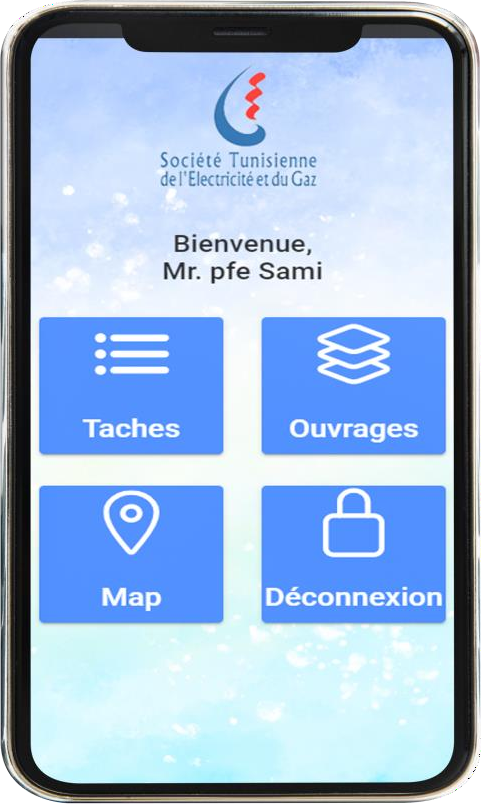 Société Tunisienne
de l'Electricité et du Gaz
Bienvenue,
Mr. pfe Sami
Taches
Ouvrages
Map
Déconnexion